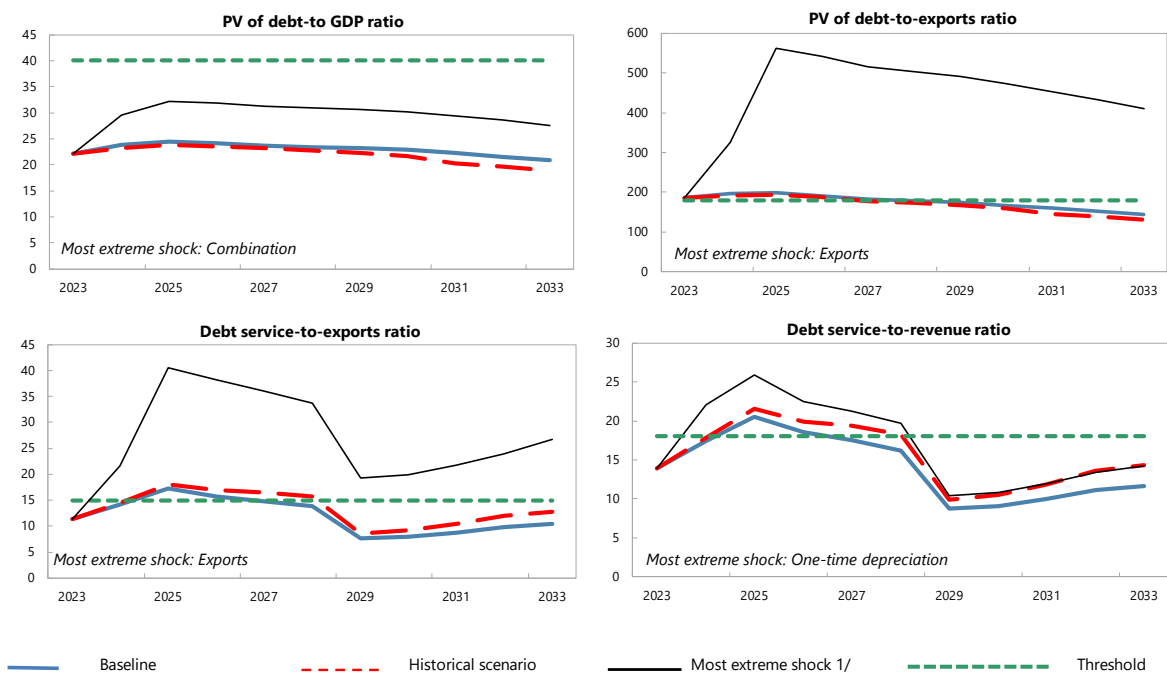 PV of debt-to GDP ratio
45
40
35
30
25
20
15
10
5
0
Most extreme shock: Combination
2023 2025 2027 2029 2031 2033
PV of debt-to-exports ratio
600
500
400
300
200
100
0
Most extreme shock: Exports
2023 2025 2027 2029 2031 2033
Debt service-to-exports ratio
45
40
35
30
25
20
15
10
5
0
Most extreme shock: Exports
2023 2025 2027 2029 2031 2033
Debt service-to-revenue ratio
30
25
20
15
10
5
0
Most extreme shock: One-time depreciation
2023 2025 2027 2029 2031 2033
Baseline Historical scenario Most extreme shock 1/ Threshold